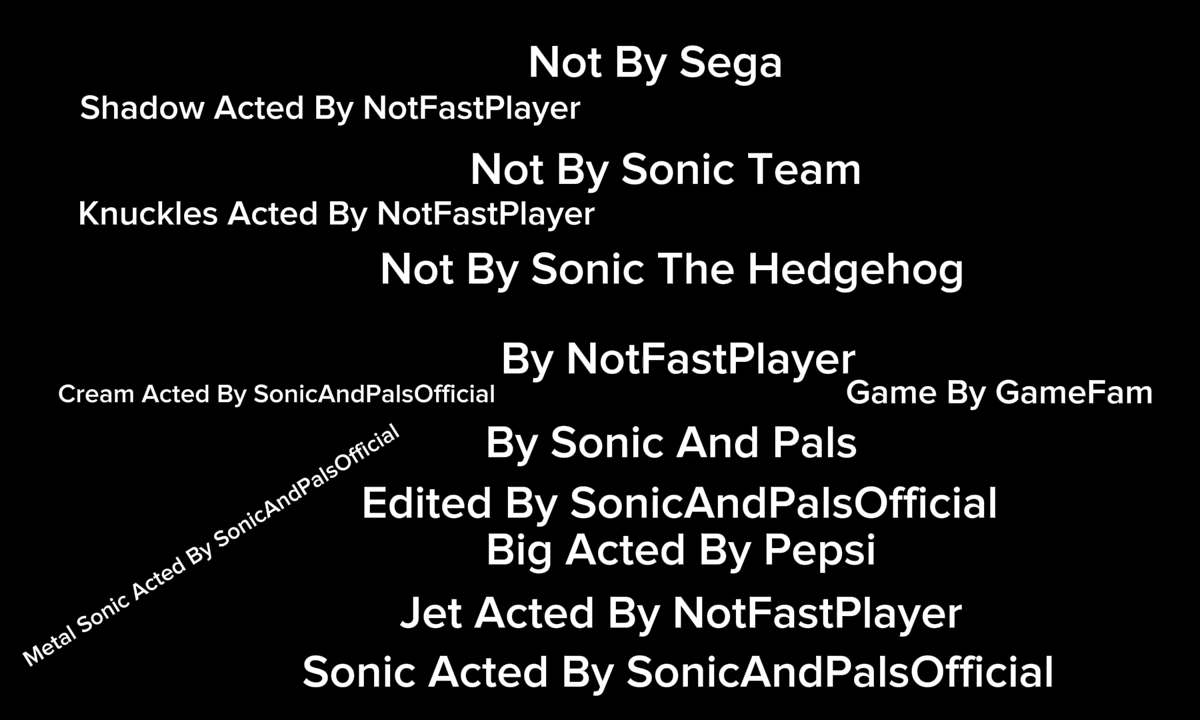 Not By Sega
Shadow Acted By NotFastPlayer
Not By Sonic Team
Knuckles Acted By NotFastPlayer
Not By Sonic The Hedgehog
By NotFastPlayer
Cream Acted By SonicAndPalsOfficial
Game By GameFam
By Sonic And Pals
Metal Sonic Acted By SonicAndPalsOfficial
Edited By SonicAndPalsOfficial
Big Acted By Pepsi
Jet Acted By NotFastPlayer
Sonic Acted By SonicAndPalsOfficial